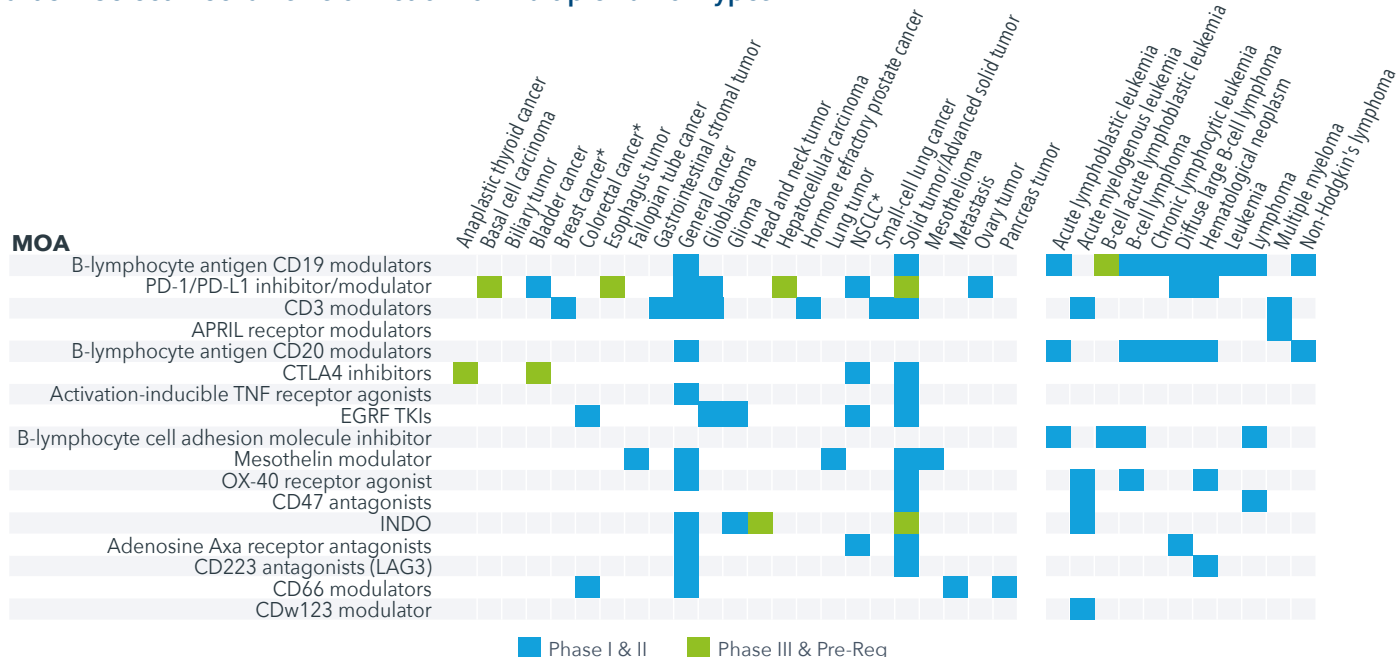 Anaplastic thyroid cancer
Basal cell carcinoma
Biliary tumor
Bladder cancer
Breast cancer*
Colorectal cancer*
Esophagus tumor
Fallopian tube cancer
Gastrointestinal stromal tumor
General cancer
Glioblastoma
Glioma
Head and neck tumor
Hepatocellular carcinoma
Hormone refractory prostate cancer
Lung tumor
NSCLC*
Small-cell lung cancer
Solid tumor/Advanced solid tumor
Mesothelioma
Metastasis
Ovary tumor
Pancreas tumor
Acute lymphoblastic leukemia
Acute myelogenous leukemia
B-cell acute lymphoblastic leukemia
B-cell lymphoma
Chronic lymphocytic leukemia
Diffuse large B-cell lymphoma
Hematological neoplasm
Leukemia
Lymphoma
Multiple myeloma
Non-Hodgkin's lymphoma
MOA
B-lymphocyte antigen CD19 modulators
PD-1/PD-L1 inhibitor/modulator
CD3 modulators
APRIL receptor modulators
B-lymphocyte antigen CD20 modulators
CTLA4 inhibitors
Activation-inducible TNF receptor agonists
EGRF TKIs
B-lymphocyte cell adhesion molecule inhibitor
Mesothelin modulator
OX-40 receptor agonist
CD47 antagonists
INDO
Adenosine Axa receptor antagonists
CD223 antagonists (LAG3)
CD66 modulators
CDw123 modulator
Phase I & II
Phase III & Pre-Reg